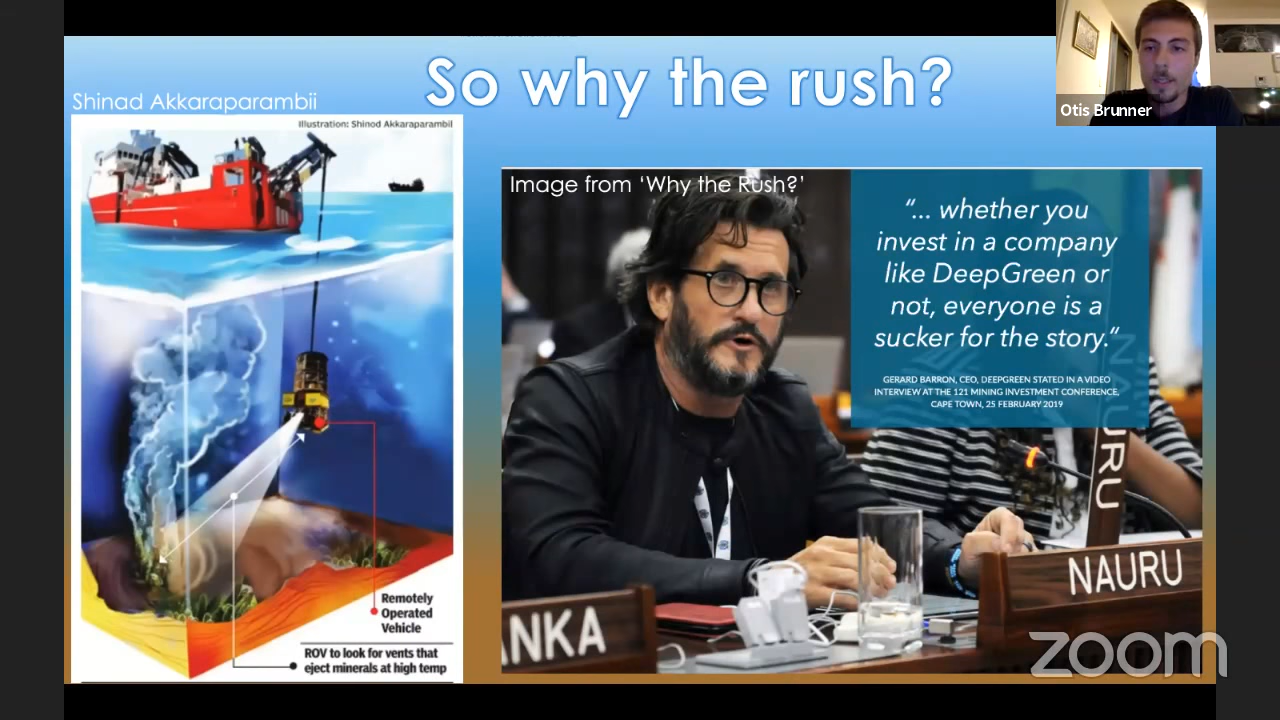 So why the rush?
Otis Brunner
Shinad Akkaraparambii
Illustration: Shinod Akkaraparambil
Remotely
Operated
Vehicle
ROV to look for vents that
eject minerals at high temp
Image from ‘Why the Rush?’
“... whether you
invest in a company
like DeepGreen or
not, everyone is a
sucker for the story.“
GERARD BARRON, CEO, DEEPGREEN STATED IN A VIDEO
INTERVIEW AT THE 121 MINING INVESTMENT CONFERENCE,
CAPE TOWN, 25 FEBRUARY 2019
NAURU
NAURU
ANKA
zoom